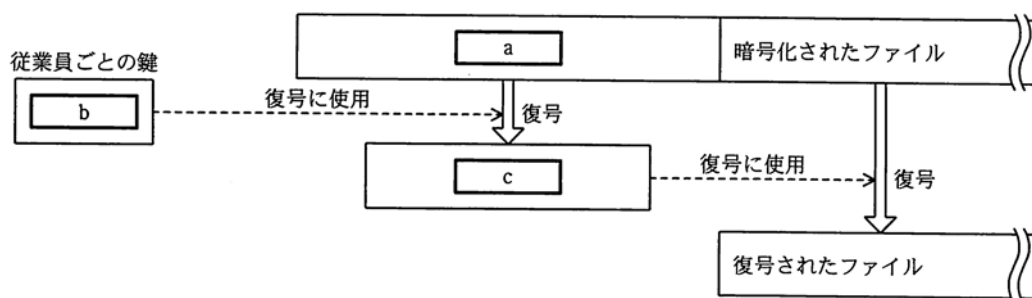 a
暗号化されたファイル
従業員ごとの鍵
b
復号に使用
復号
c
復号に使用
復号
復号されたファイル